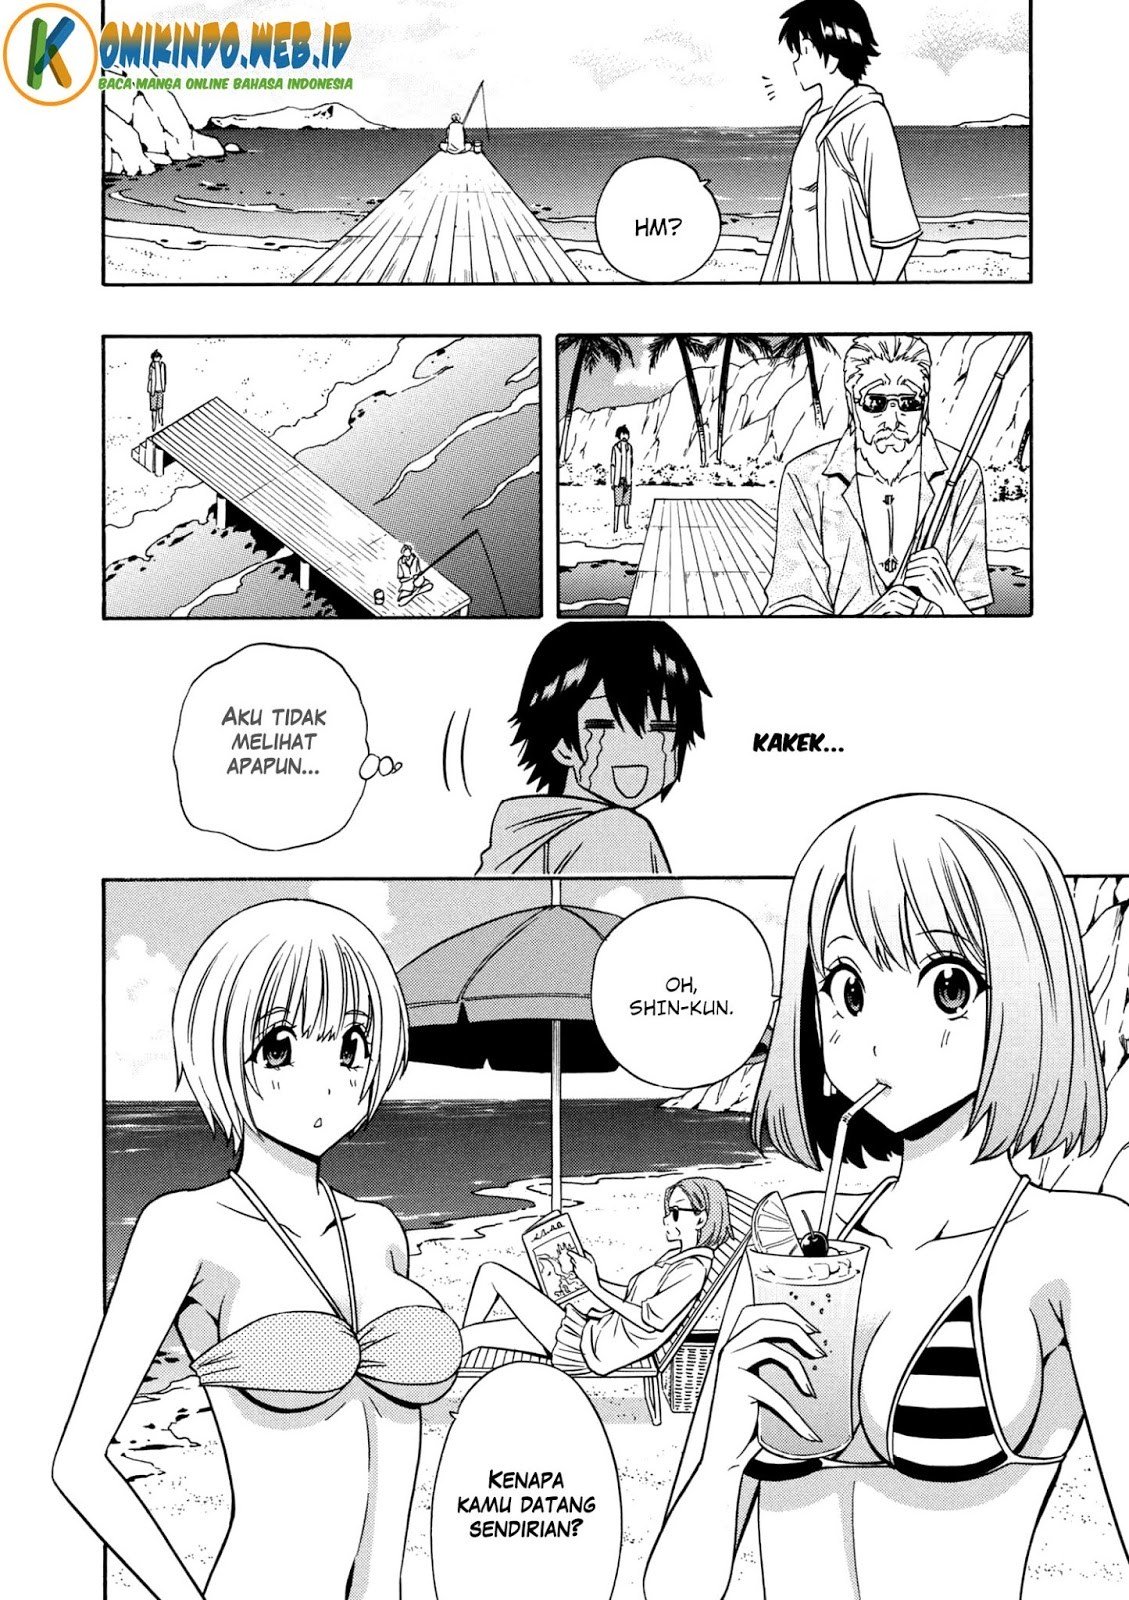 KOMIKINDO.WEB.ID
BACA MANGA ONLINE BAHASA INDONESIA
HM?
AKU TIDAK
MELIHAT
APAPUN...
KAKEK...
OH,
SHIN-KUN.
KENAPA
KAMU DATANG
SENDIRIAN?